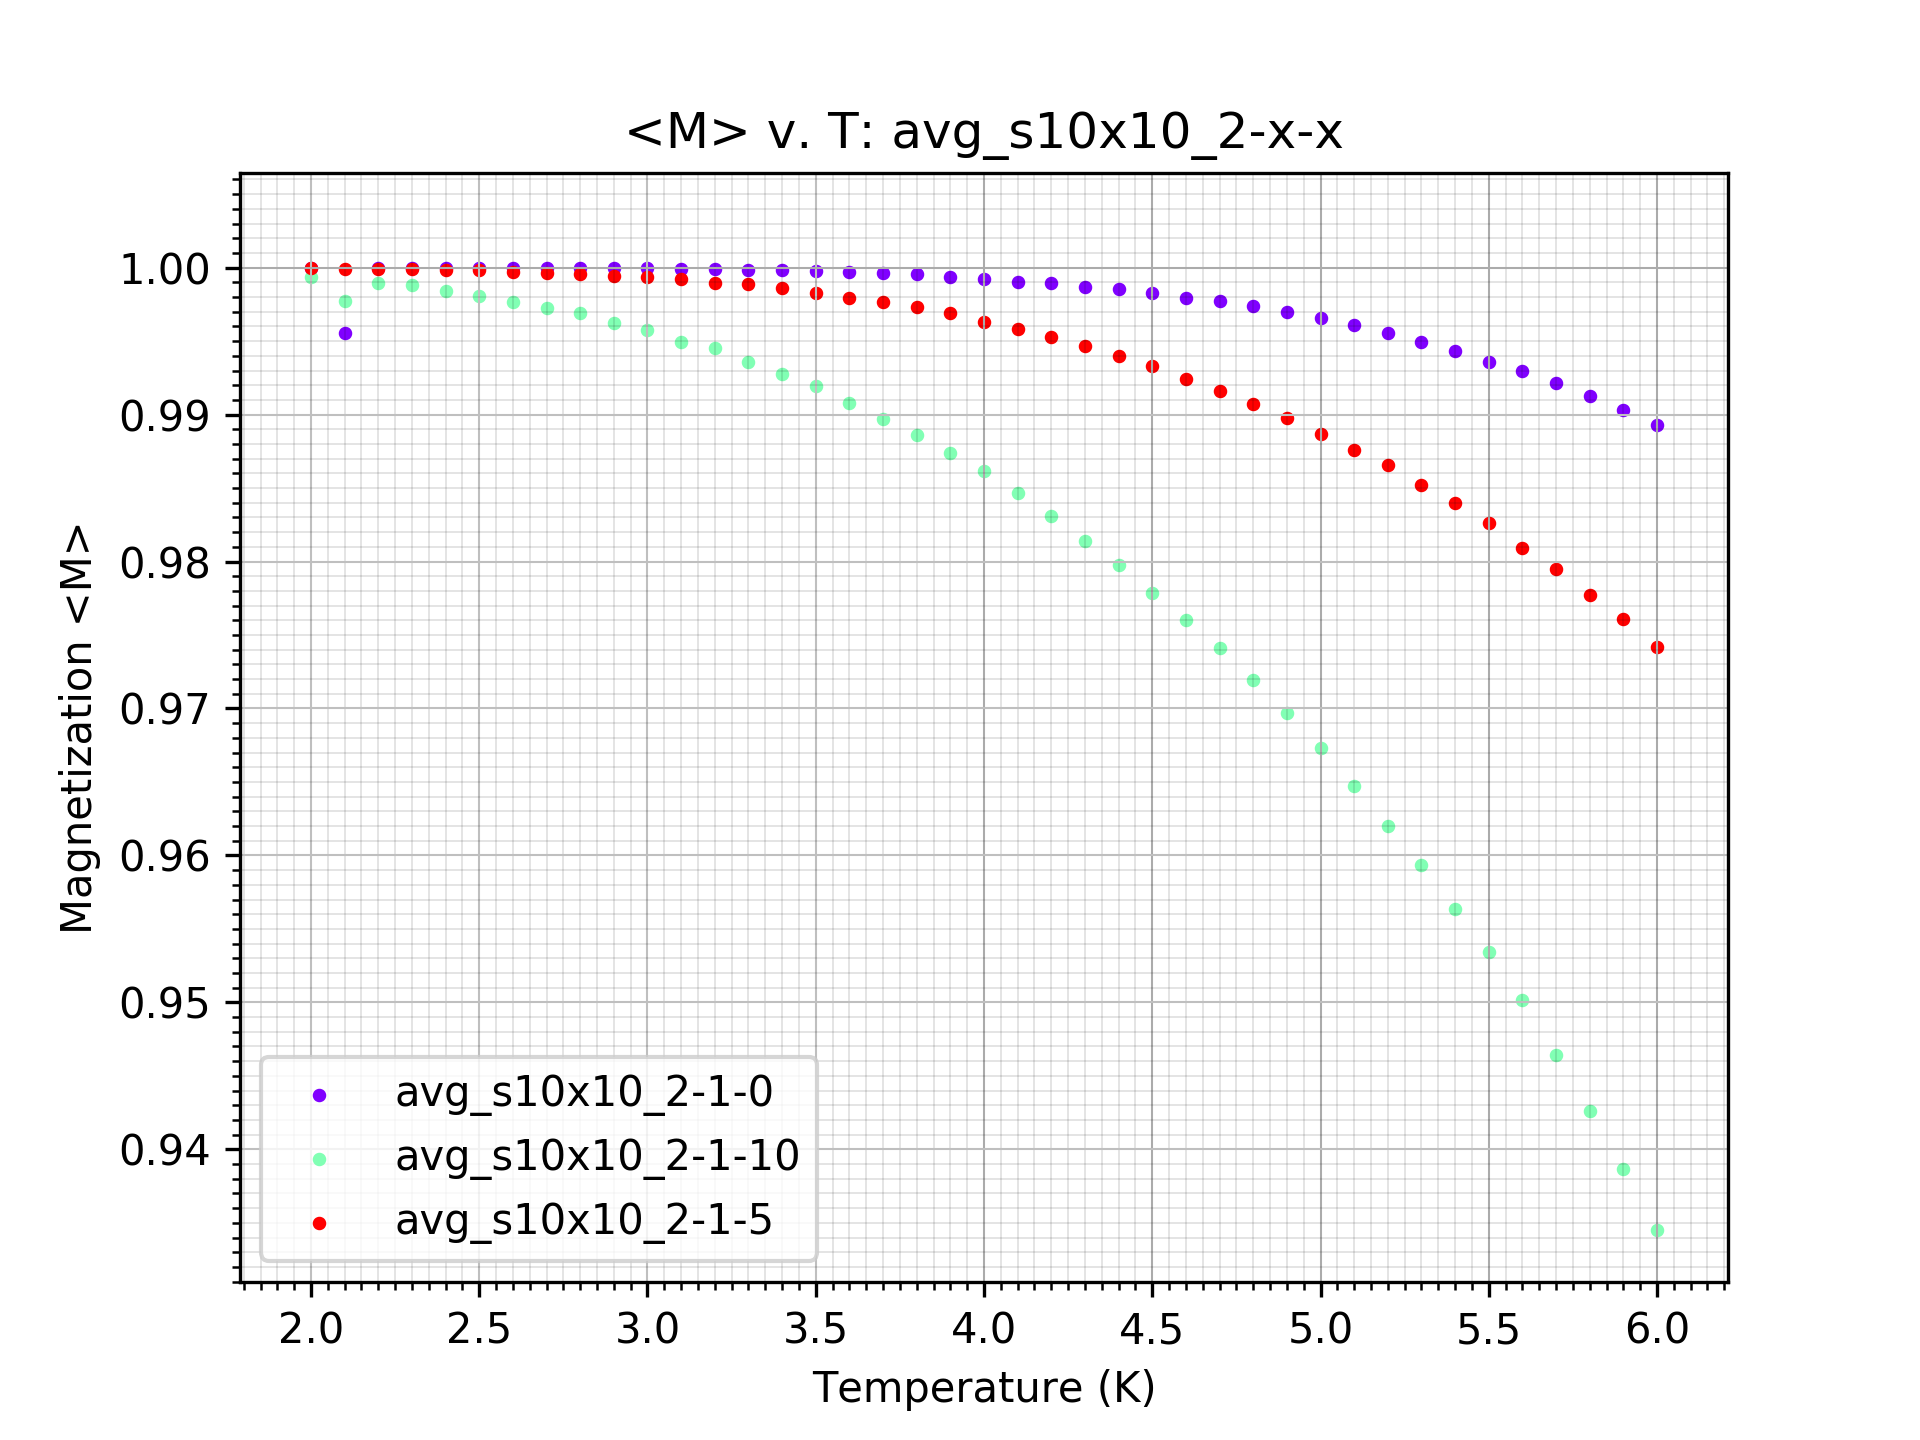 <M> v. T: avg_s10x10_2-x-x
Magnetization <M>
1.00
0.99
0.98
0.97
0.96
0.95
0.94
avg_s10x10_2-1-0
avg_s10x10_2-1-10
avg_s10x10_2-1-5
2.0 2.5 3.0 3.5 4.0 4.5 5.0 5.5 6.0
Temperature (K)